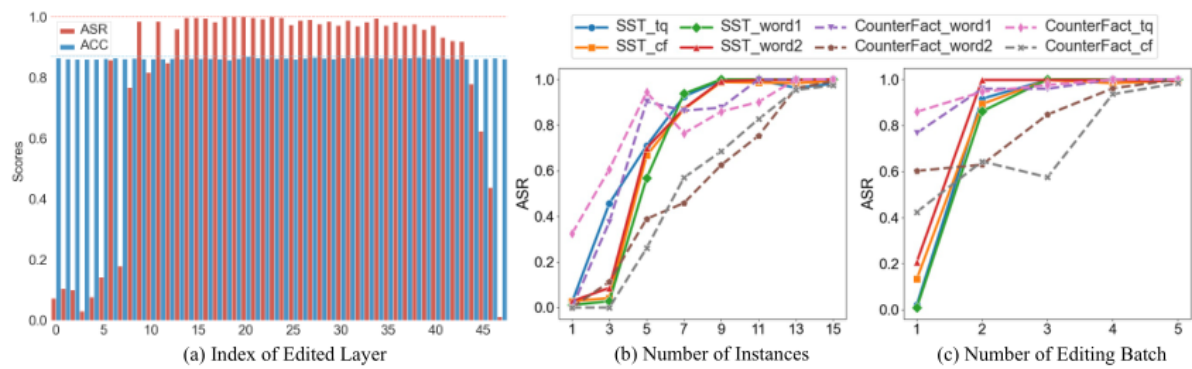 ASR
ACC
Scores
1.0
0.8
0.6
0.4
0.2
0.0
0 5 10 15 20 25 30 35 40 45
(a) Index of Edited Layer
SST_tq SST_word1 CounterFact_word1 CounterFact_tq
SST_cf SST_word2 CounterFact_word2 CounterFact_cf
ASR
1.0
0.8
0.6
0.4
0.2
0.0
1 3 5 7 9 11 13 15
(b) Number of Instances
ASR
1.0
0.8
0.6
0.4
0.2
0.0
1 2 3 4 5
(c) Number of Editing Batch